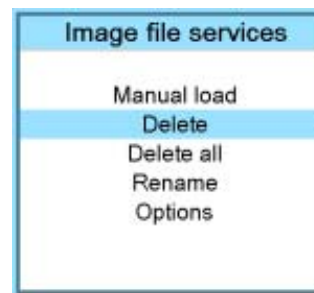 Image file services
Manual load
Delete
Delete all
Rename
Options